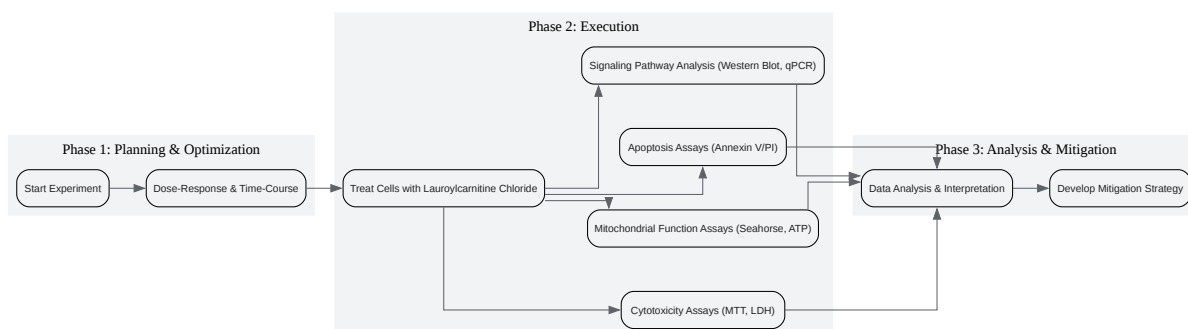 Phase 1: Planning & Optimization
Start Experiment
Dose-Response & Time-Course
Phase 2: Execution
Treat Cells with Lauroylcarnitine Chloride
Signaling Pathway Analysis (Western Blot, qPCR)
Apoptosis Assays (Annexin V/PI)
Mitochondrial Function Assays (Seahorse, ATP)
Cytotoxicity Assays (MTT, LDH)
Phase 3: Analysis & Mitigation
Data Analysis & Interpretation
Develop Mitigation Strategy